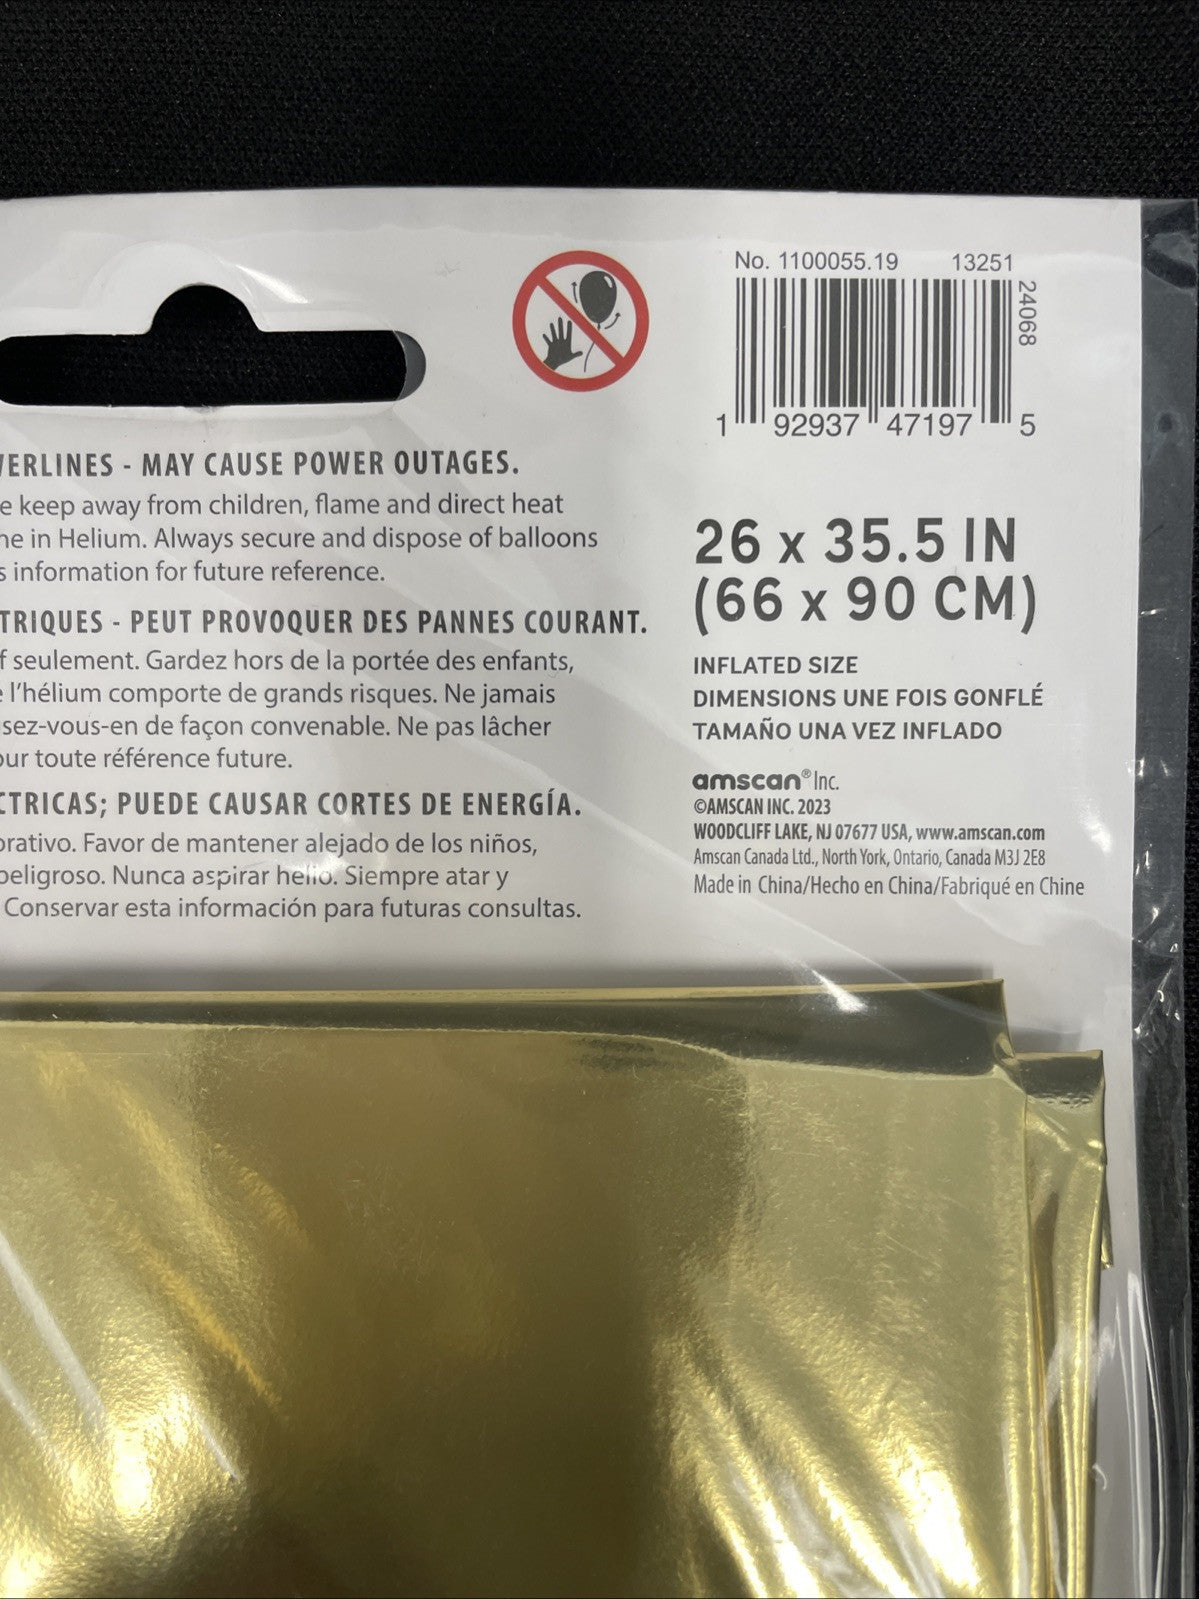 No. 1100055.19 13251
24068
1 92937 47197 5
26 x 35.5 IN
(66 x 90 CM)
INFLATED SIZE
DIMENSIONS UNE FOIS GONFLÉ
TAMAÑO UNA VEZ INFLADO
amscan® Inc.
©AMSCAN INC. 2023
WOODCLIFF LAKE, NJ 07677 USA, www.amscan.com
Amscan Canada Ltd., North York, Ontario, Canada M3J 2E8
Made in China/Hecho en China/Fabriqué en Chine
VERLINES - MAY CAUSE POWER OUTAGES.
e keep away from children, flame and direct heat
ne in Helium. Always secure and dispose of balloons
s information for future reference.
TRIQUES - PEUT PROVOQUER DES PANNES COURANT.
f seulement. Gardez hors de la portée des enfants,
e l'hélium comporte de grands risques. Ne jamais
sez-vous-en de façon convenable. Ne pas lâcher
our toute référence future.
CTRICAS; PUEDE CAUSAR CORTES DE ENERGÍA.
orativo. Favor de mantener alejado de los niños,
peligroso. Nunca aspirar helio. Siempre atar y
Conservar esta información para futuras consultas.